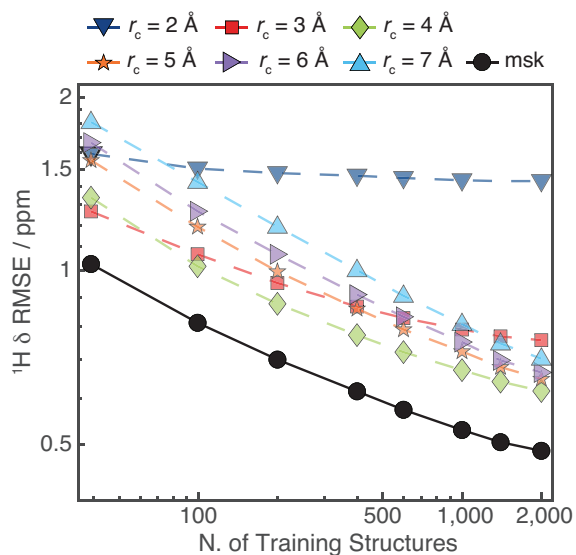 r_c = 2 Å r_c = 3 Å r_c = 4 Å
r_c = 5 Å r_c = 6 Å r_c = 7 Å msk
2
1.5
1
0.5
¹H δ RMSE / ppm
100 500 1,000 2,000
N. of Training Structures